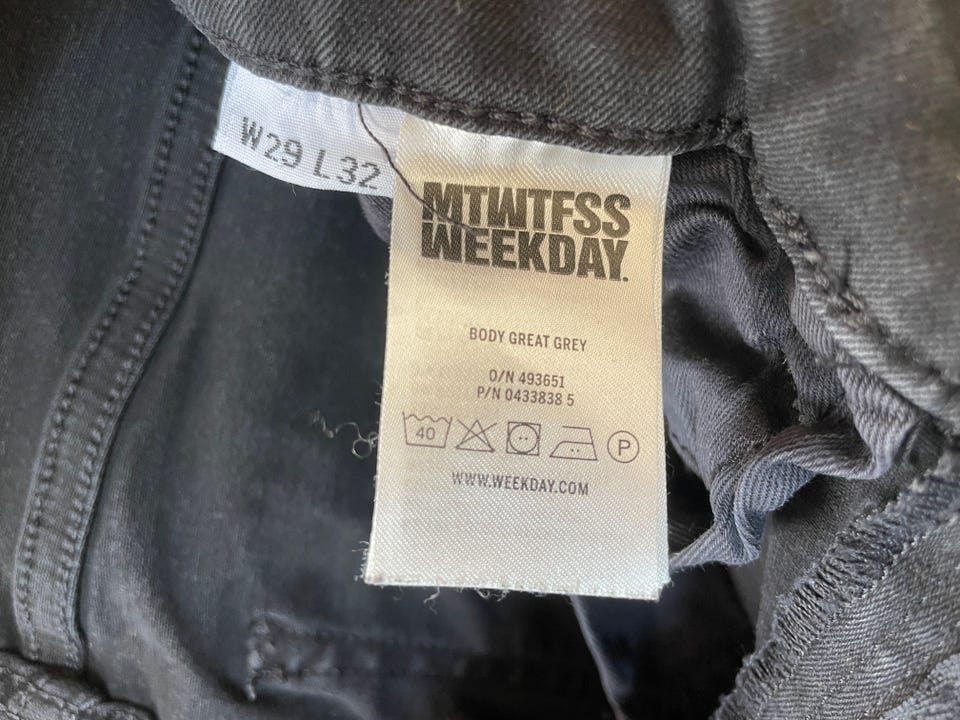 W29 L32
MTWTFSS
WEEKDAY.
BODY GREAT GREY
O/N 493651
P/N 0433838 5
40
P
WWW.WEEKDAY.COM